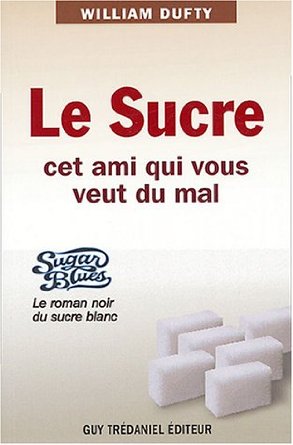 WILLIAM DUFTY
Le Sucre
cet ami qui vous
veut du mal
Sugar
Blues
Le roman noir
du sucre blanc
GUY TRÉDANIEL ÉDITEUR